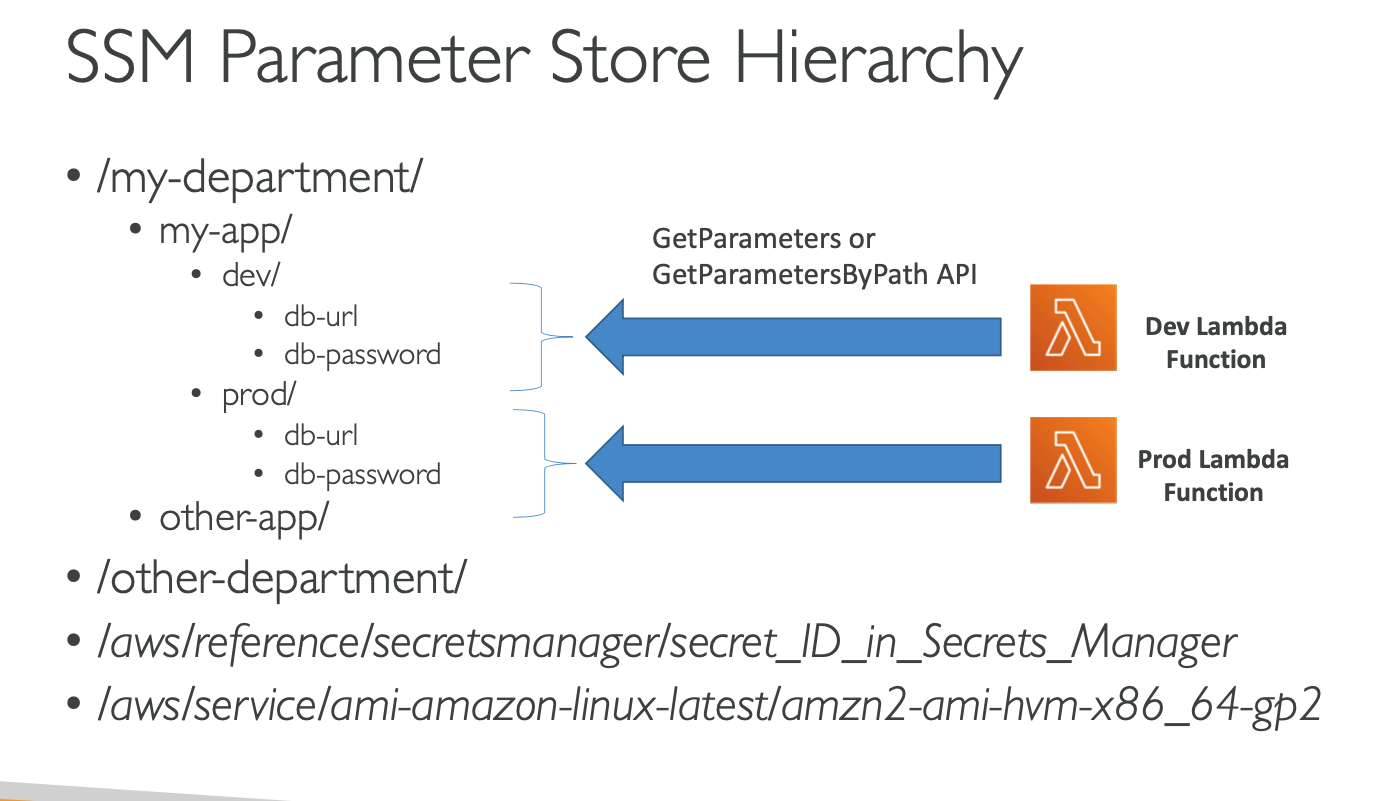 SSM Parameter Store Hierarchy
• /my-department/
• my-app/
• dev/
• db-url
• db-password
• prod/
• db-url
• db-password
• other-app/
• /other-department/
• /aws/reference/secretsmanager/secret_ID_in_Secrets_Manager
• /aws/service/ami-amazon-linux-latest/amzn2-ami-hvm-x86_64-gp2
GetParameters or
GetParametersByPath API
Dev Lambda
Function
Prod Lambda
Function